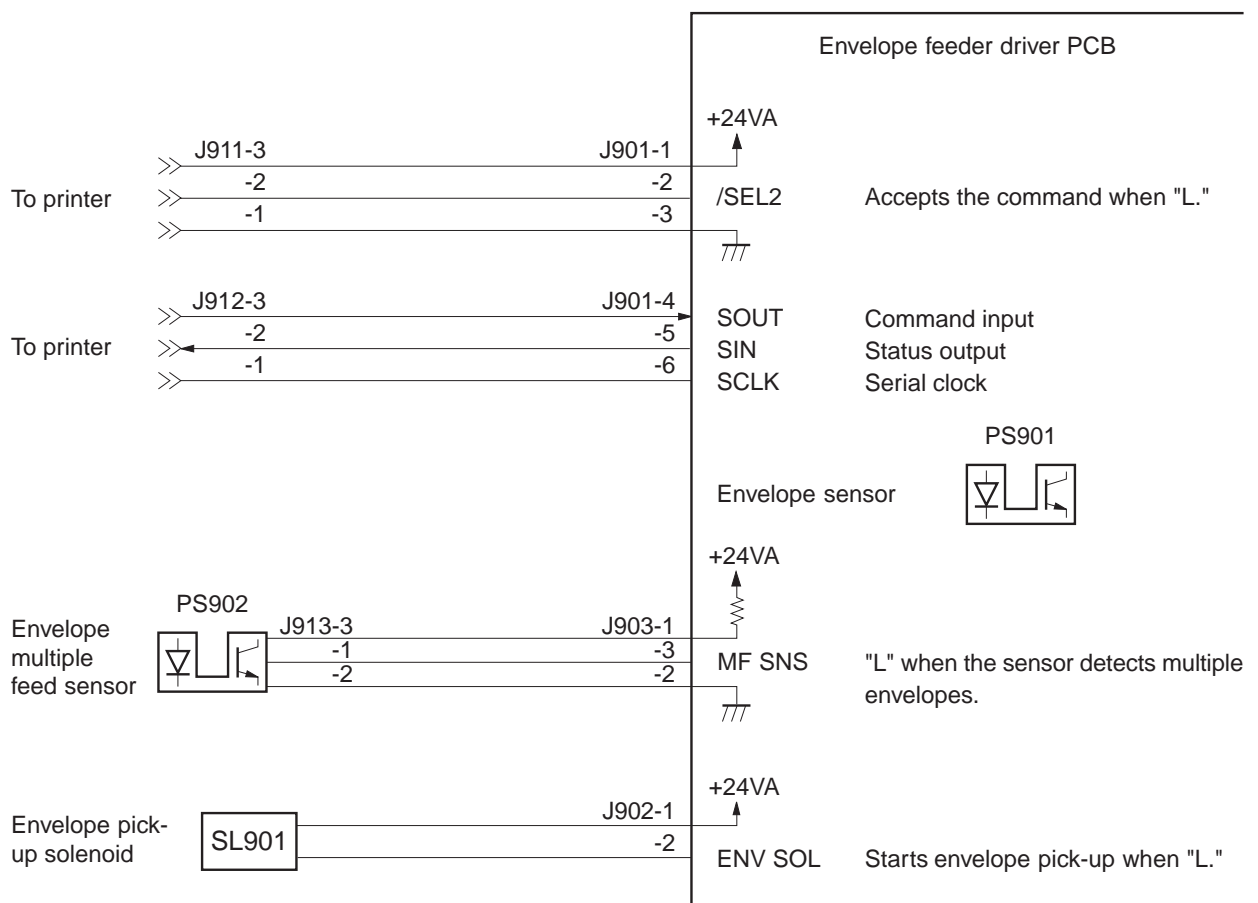 Envelope feeder driver PCB
+24VA
J911-3 J901-1
-2 -2 /SEL2 Accepts the command when "L."
To printer
-1 -3
J912-3 J901-4 SOUT Command input
-2 -5 SIN Status output
To printer
-1 -6 SCLK Serial clock
PS901
Envelope sensor
+24VA
PS902
Envelope
multiple
feed sensor
J913-3 J903-1
-1 -3 MF SNS "L" when the sensor detects multiple
envelopes.
-2 -2
+24VA
Envelope pick-
up solenoid
SL901
J902-1
-2 ENV SOL Starts envelope pick-up when "L."